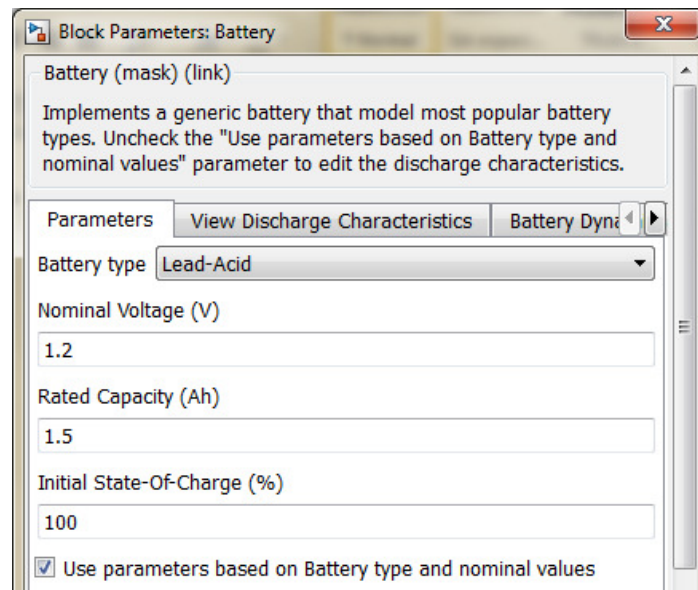 Block Parameters: Battery
Battery (mask) (link)
Implements a generic battery that model most popular battery
types. Uncheck the "Use parameters based on Battery type and
nominal values" parameter to edit the discharge characteristics.
Parameters View Discharge Characteristics Battery
Battery type Lead-Acid
Nominal Voltage (V)
1.2
Rated Capacity (Ah)
1.5
Initial State-Of-Charge (%)
100
Use parameters based on Battery type and nominal values